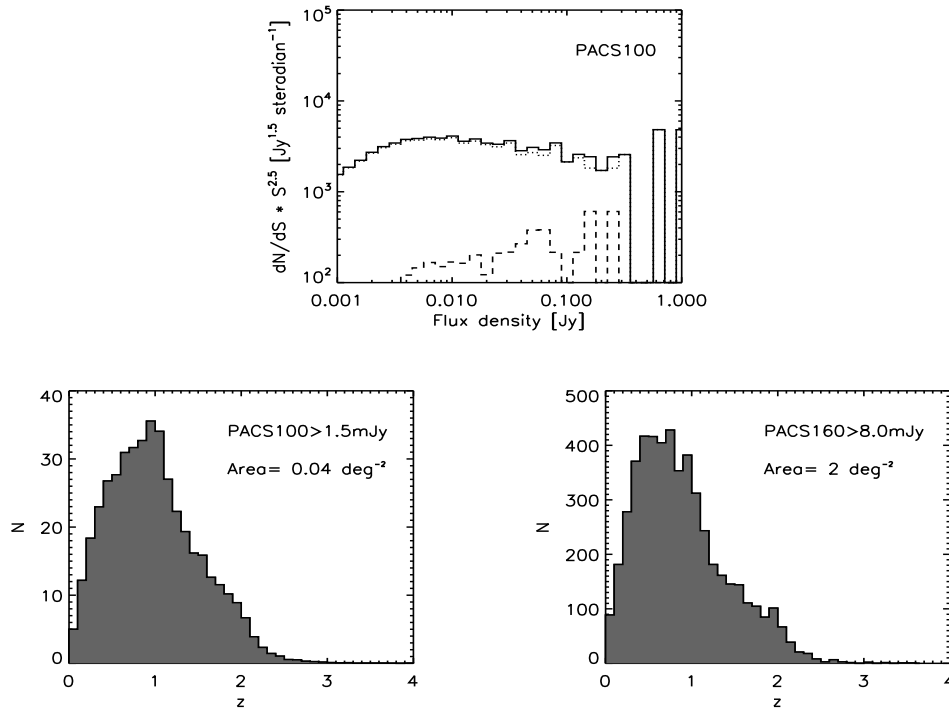 10^5
PACS100
10^4
10^3
10^2
dN/dS * S^2.5 [Jy^1.5 steradian^-1]
0.001 0.010 0.100 1.000
Flux density [Jy]
40
PACS100>1.5mJy
Area= 0.04 deg^-2
30
20
10
0
N
0 1 2 3 4
z
500
PACS160>8.0mJy
Area= 2 deg^-2
400
300
200
100
0
N
0 1 2 3 4
z